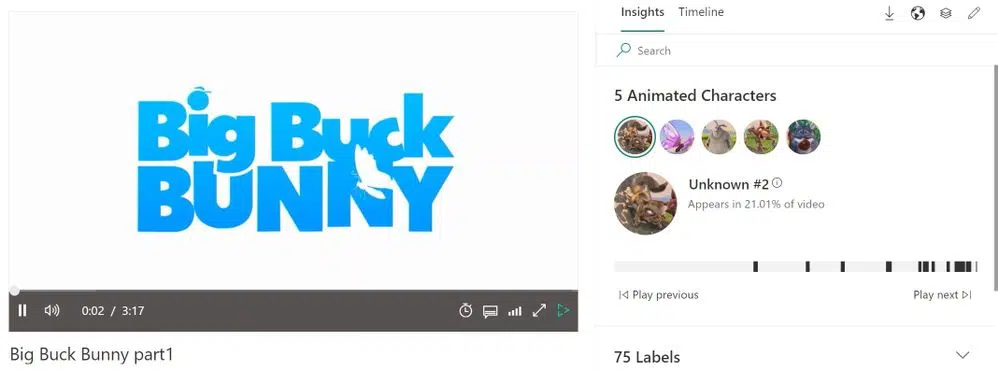 Big Buck
BUNNY
0:02 / 3:17
Big Buck Bunny part1
Insights
Timeline
Search
5 Animated Characters
Unknown #2
Appears in 21.01% of video
Play previous
Play next
75 Labels